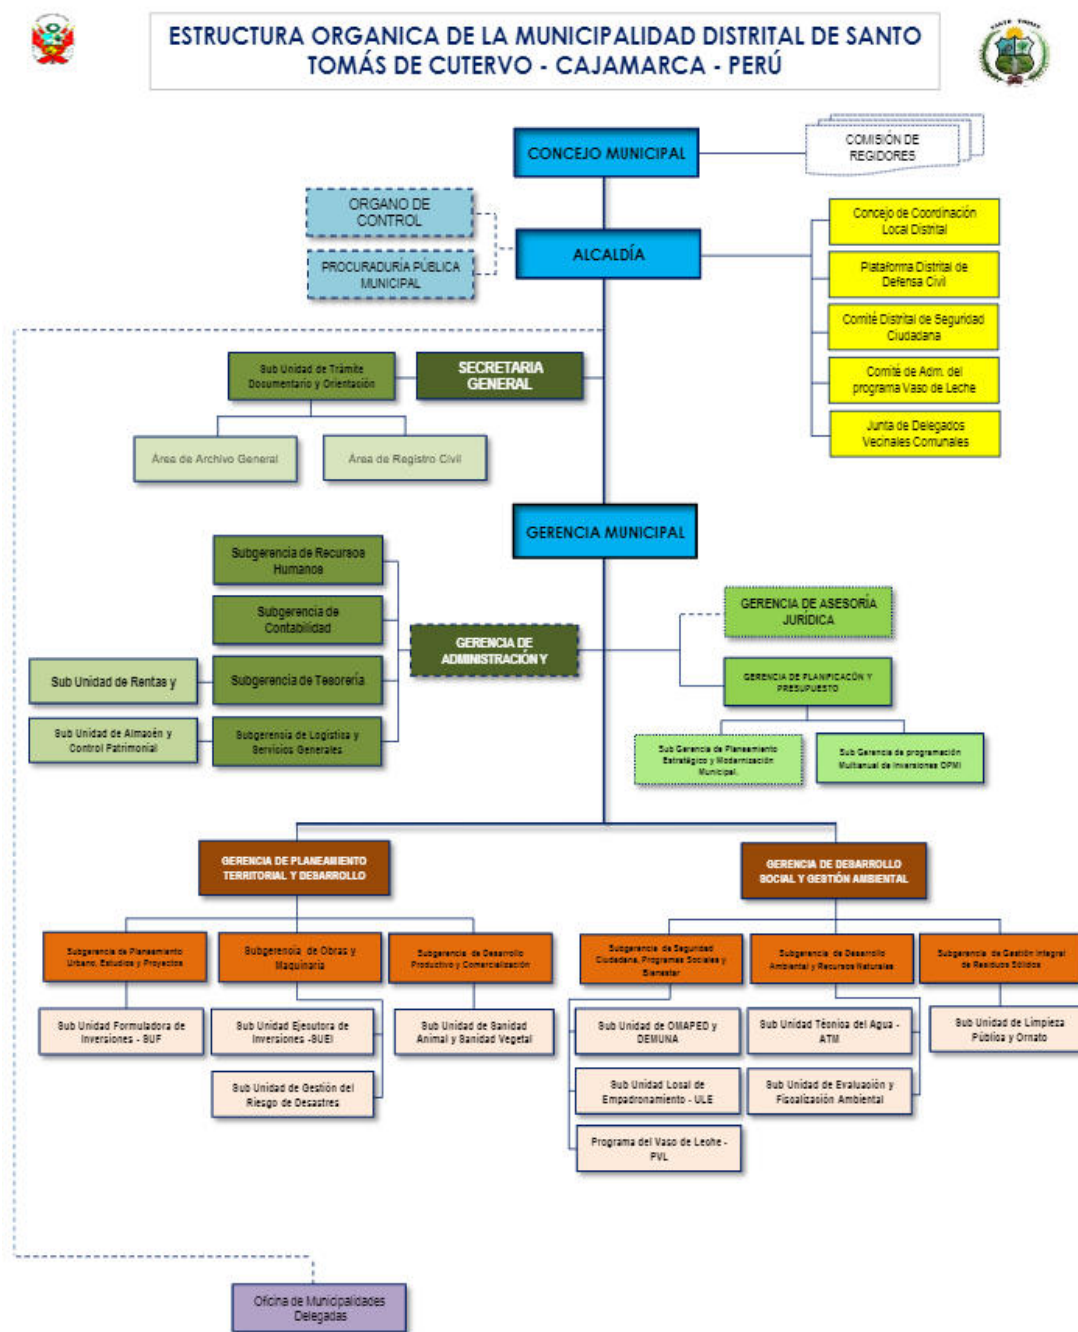 ESTRUCTURA ORGANICA DE LA MUNICIPALIDAD DISTRITAL DE SANTO
TOMÁS DE CUTERVO - CAJAMARCA - PERÚ
SANTO TOMAS
CONCEJO MUNICIPAL
COMISIÓN DE
REGIDORES
ORGANO DE
CONTROL
PROCURADURÍA PÚBLICA
MUNICIPAL
ALCALDÍA
Concejo de Coordinación
Local Distrital
Plataforma Distrital de
Defensa Civil
Comité Distrital de Seguridad
Ciudadana
Comité de Adm. del
programa Vaso de Leche
Junta de Delegados
Vecinales Comunales
Sub Unidad de Trámite
Documentario y Orientación
SECRETARIA
GENERAL
Área de Archivo General
Área de Registro Civil
GERENCIA MUNICIPAL
Subgerencia de Recursos
Humanos
Subgerencia de
Contabilidad
Sub Unidad de Rentas y
Subgerencia de Tesorería
Sub Unidad de Almacén y
Control Patrimonial
Subgerencia de Logística y
Servicios Generales
GERENCIA DE
ADMINISTRACIÓN Y
GERENCIA DE ASESORÍA
JURÍDICA
GERENCIA DE PLANIFICACÓN Y
PRESUPUESTO
Sub Gerencia de Planeamiento
Estratégico y Modernización
Municipal.
Sub Gerencia de programación
Multianual de Inversiones OPMI
GERENCIA DE PLANEAMIENTO
TERRITORIAL Y DESARROLLO
GERENCIA DE DESARROLLO
SOCIAL Y GESTIÓN AMBIENTAL
Subgerencia de Planeamiento
Urbano, Estudios y Proyectos
Subgerencia de Obras y
Maquinaria
Subgerencia de Desarrollo
Productivo y Comercialización
Subgerencia de Seguridad
Ciudadana, Programas Sociales y
Bienestar
Subgerencia de Desarrollo
Ambiental y Recursos Naturales
Subgerencia de Gestión Integral
de Residuos Sólidos
Sub Unidad Formuladora de
Inversiones - SUF
Sub Unidad Ejecutora de
Inversiones -SUEI
Sub Unidad de Sanidad
Animal y Sanidad Vegetal
Sub Unidad de OMAPED y
DEMUNA
Sub Unidad Técnica del Agua -
ATM
Sub Unidad de Limpieza
Pública y Ornato
Sub Unidad de Gestión del
Riesgo de Desastres
Sub Unidad Local de
Empadronamiento - ULE
Sub Unidad de Evaluación y
Fiscalización Ambiental
Programa del Vaso de Leche -
PVL
Oficina de Municipalidades
Delegadas